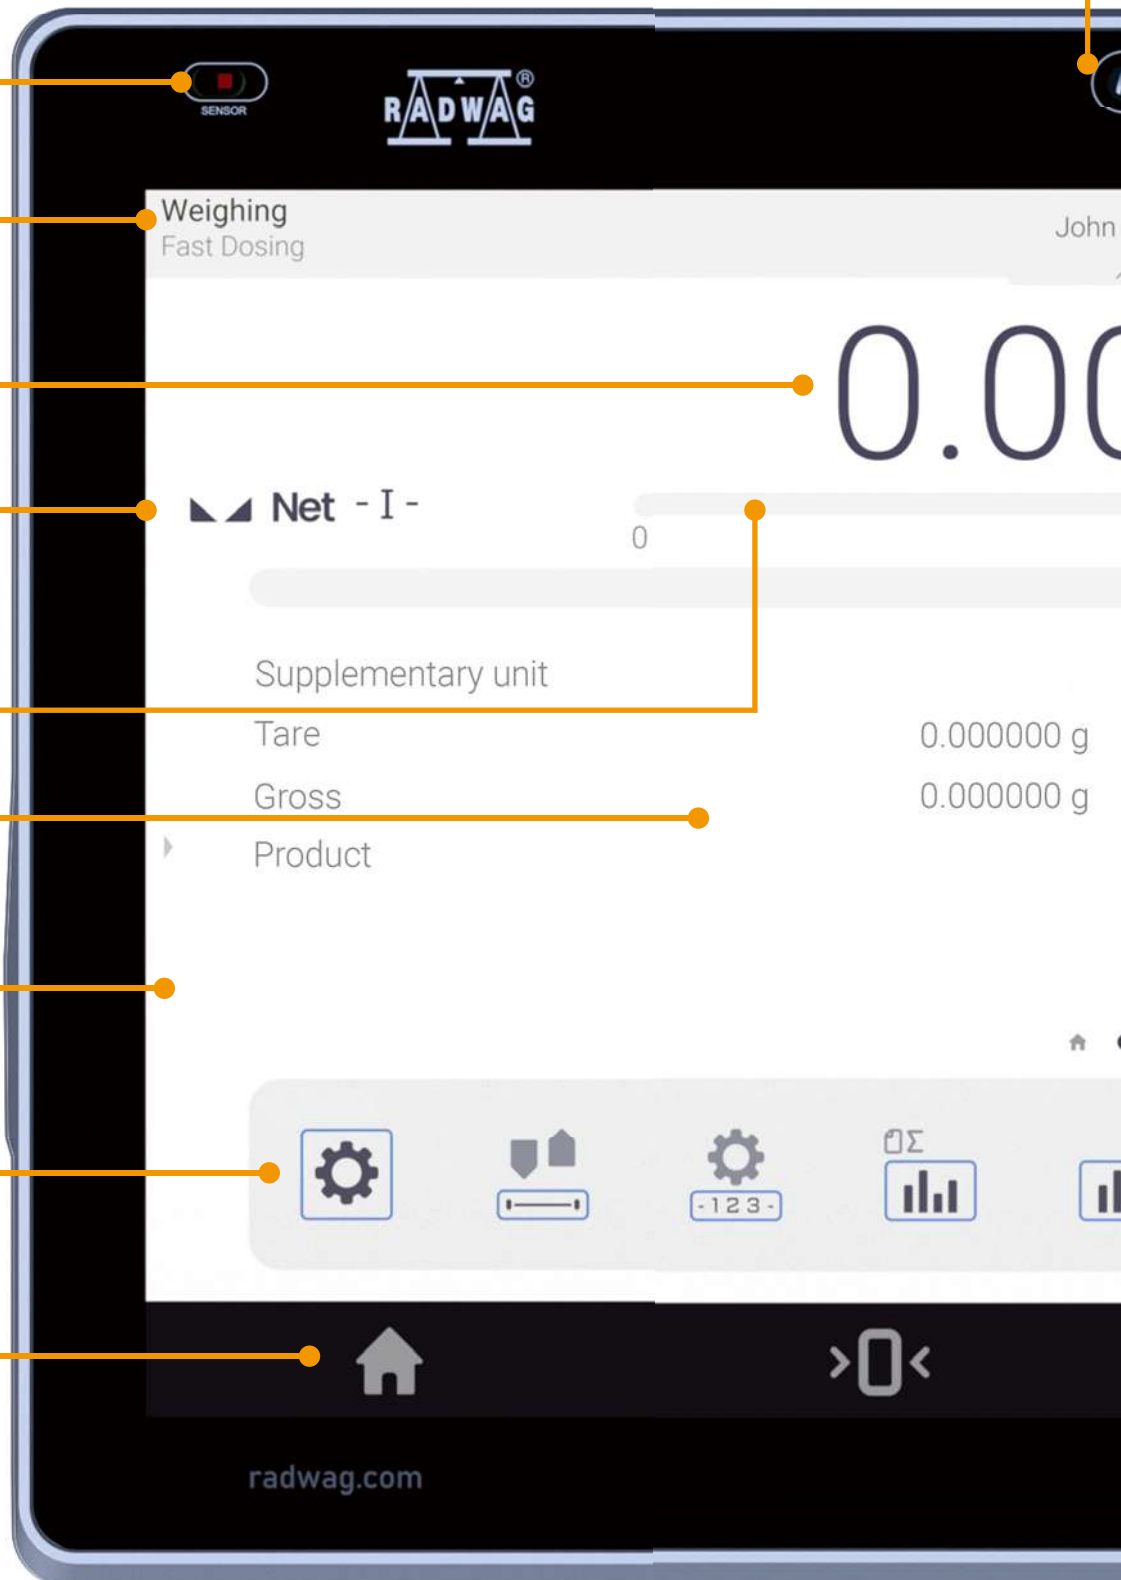 SENSOR
RADWAG®
Weighing
Fast Dosing
John
0.00
Net - I -
0
Supplementary unit
Tare 0.000000 g
Gross 0.000000 g
Product
Σ
-123-
>0<
radwag.com